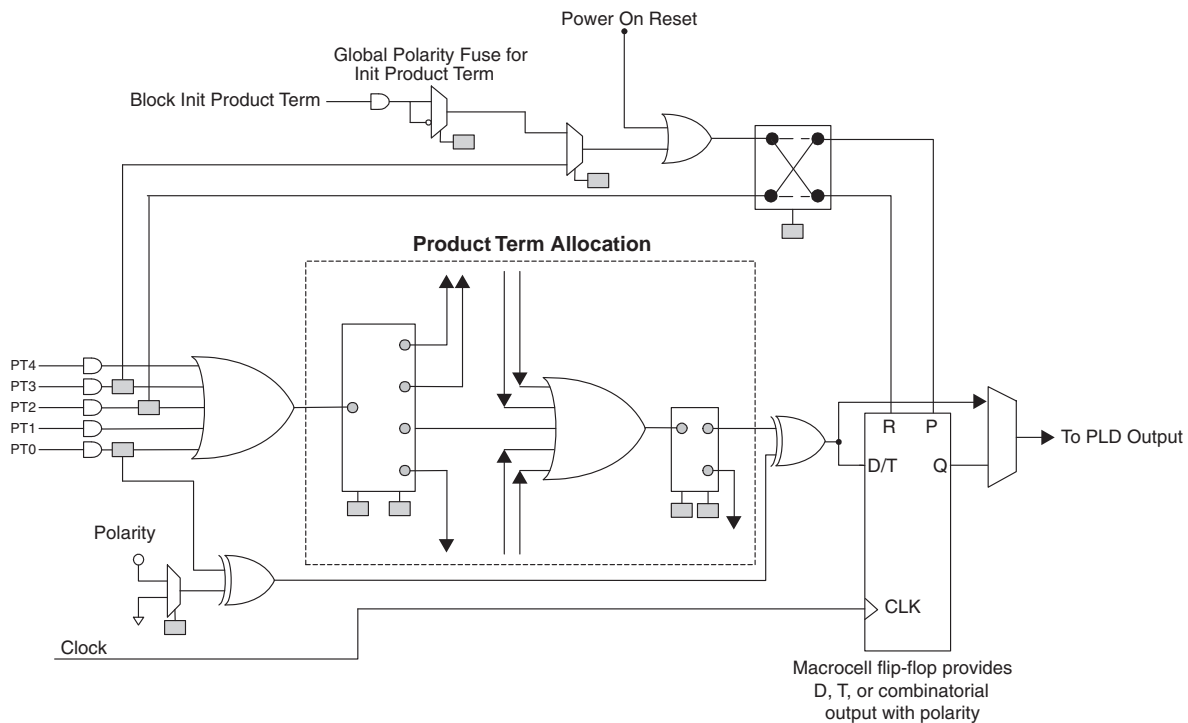 Power On Reset
Global Polarity Fuse for
Init Product Term
Block Init Product Term
Product Term Allocation
PT4
PT3
PT2
PT1
PT0
R
P
D/T
Q
To PLD Output
Polarity
CLK
Clock
Macrocell flip-flop provides
D, T, or combinatorial
output with polarity